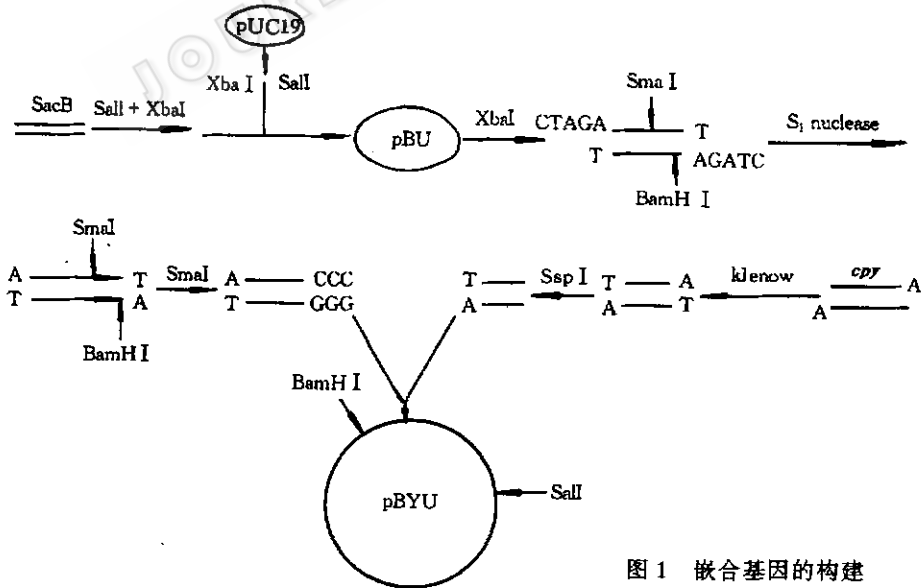 JOUR
pUC19
Xba I SalI
SacB SalI + XbaI
pBU
XbaI
CTAGA T
T AGATC
Sma I
BamH I
S₁ nuclease
SmaI
A T
T A
BamH I
SmaI
A CCC
T GGG
T
A
Ssp I
T A
A T
klenow
cpy
A
A
BamH I
pBYU
SalI
图 1 嵌合基因的构建